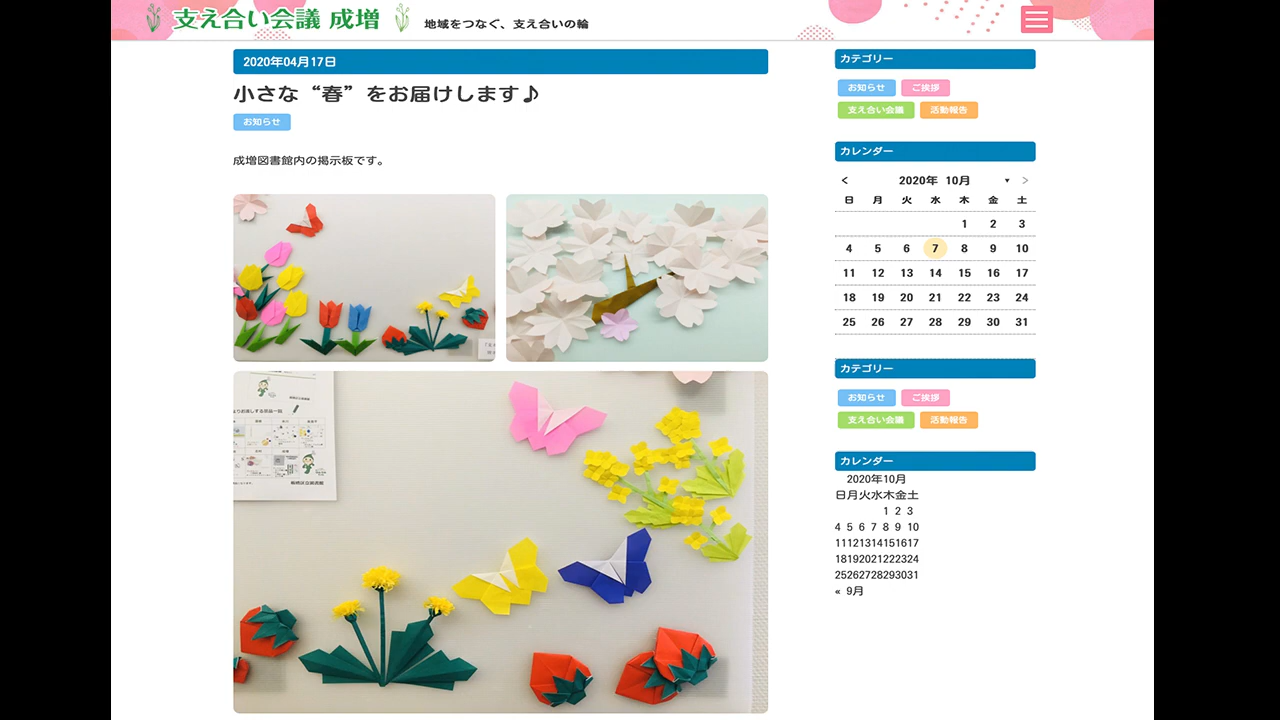 支え合い会議 成増
地域をつなぐ、支え合いの輪
2020年04月17日
小さな“春”をお届けします♪
お知らせ
成増図書館内の掲示板です。
カテゴリー
お知らせ ご挨拶
支え合い会議 活動報告
カレンダー
< 2020年 10月 ▼ >
日 月 火 水 木 金 土
1 2 3
4 5 6 7 8 9 10
11 12 13 14 15 16 17
18 19 20 21 22 23 24
25 26 27 28 29 30 31
カテゴリー
お知らせ ご挨拶
支え合い会議 活動報告
カレンダー
2020年10月
日月火水木金土
1 2 3
4 5 6 7 8 9 10
11121314151617
18192021222324
25262728293031
« 9月